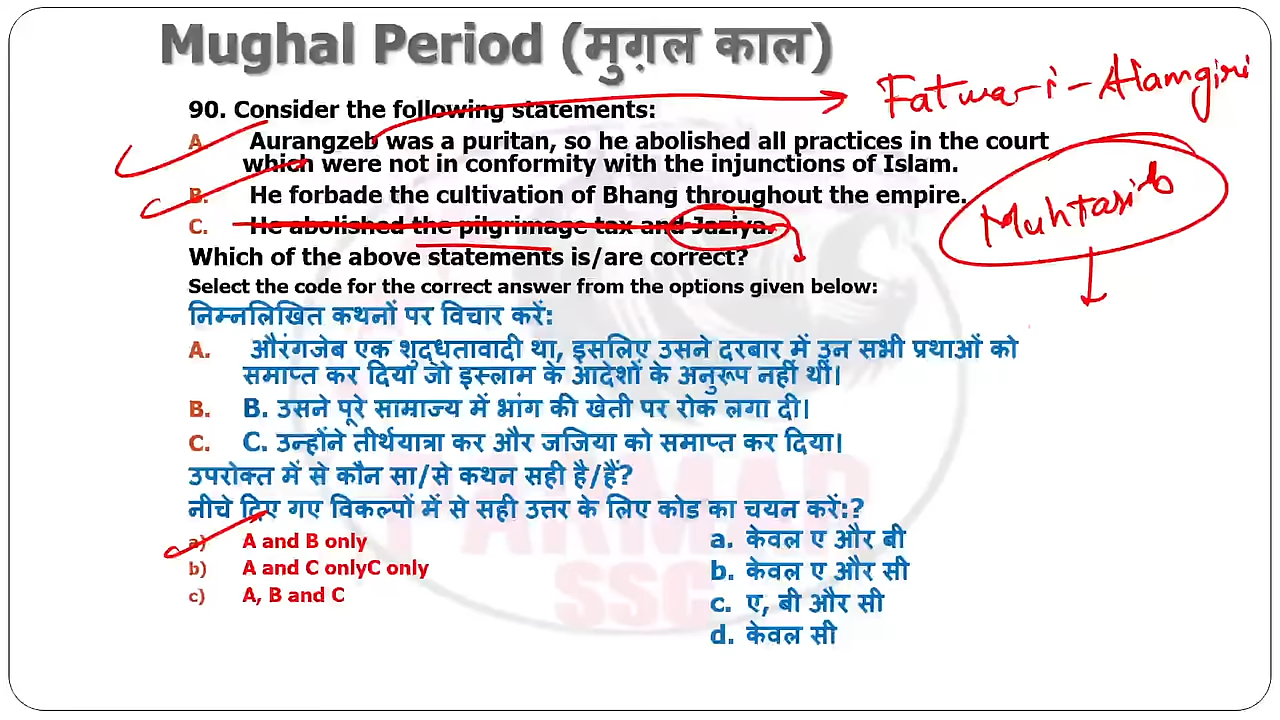 Mughal Period (मुग़ल काल)
Fatwa-i-Alamgiri
90. Consider the following statements:
A. Aurangzeb was a puritan, so he abolished all practices in the court
which were not in conformity with the injunctions of Islam.
B. He forbade the cultivation of Bhang throughout the empire.
Muhtasib
C. He abolished the pilgrimage tax and Jaziya.
Which of the above statements is/are correct?
Select the code for the correct answer from the options given below:
निम्नलिखित कथनों पर विचार करें:
A. औरंगजेब एक शुद्धतावादी था, इसलिए उसने दरबार में उन सभी प्रथाओं को
समाप्त कर दिया जो इस्लाम के आदेशों के अनुरूप नहीं थीं।
B. B. उसने पूरे साम्राज्य में भांग की खेती पर रोक लगा दी।
C. C. उन्होंने तीर्थयात्रा कर और जजिया को समाप्त कर दिया।
उपरोक्त में से कौन सा/से कथन सही है/हैं?
नीचे दिए गए विकल्पों में से सही उत्तर के लिए कोड का चयन करें:?
a) A and B only
b) A and C onlyC only
c) A, B and C
a. केवल ए और बी
b. केवल ए और सी
c. ए, बी और सी
d. केवल सी
PARMAR
SSC